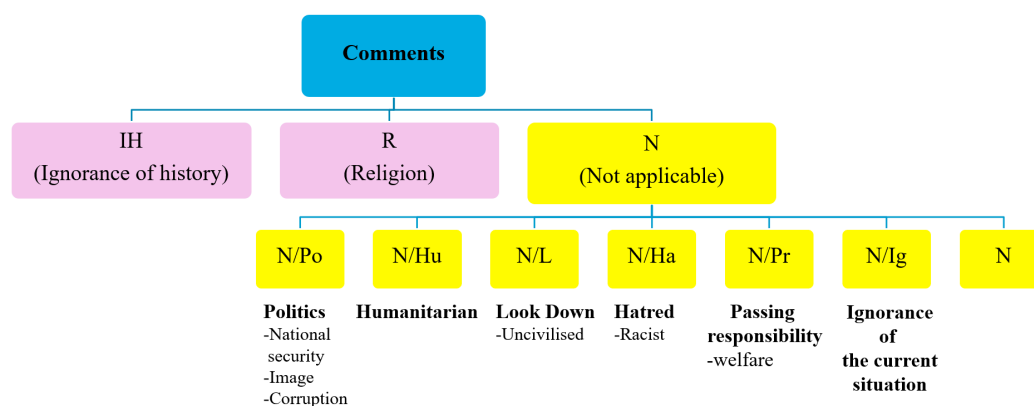 Comments
IH
(Ignorance of history)
R
(Religion)
N
(Not applicable)
N/Po
N/Hu
N/L
N/Ha
N/Pr
N/Ig
N
Politics
-National
security
-Image
-Corruption
Humanitarian
Look Down
-Uncivilised
Hatred
-Racist
Passing
responsibility
-welfare
Ignorance
of
the current
situation